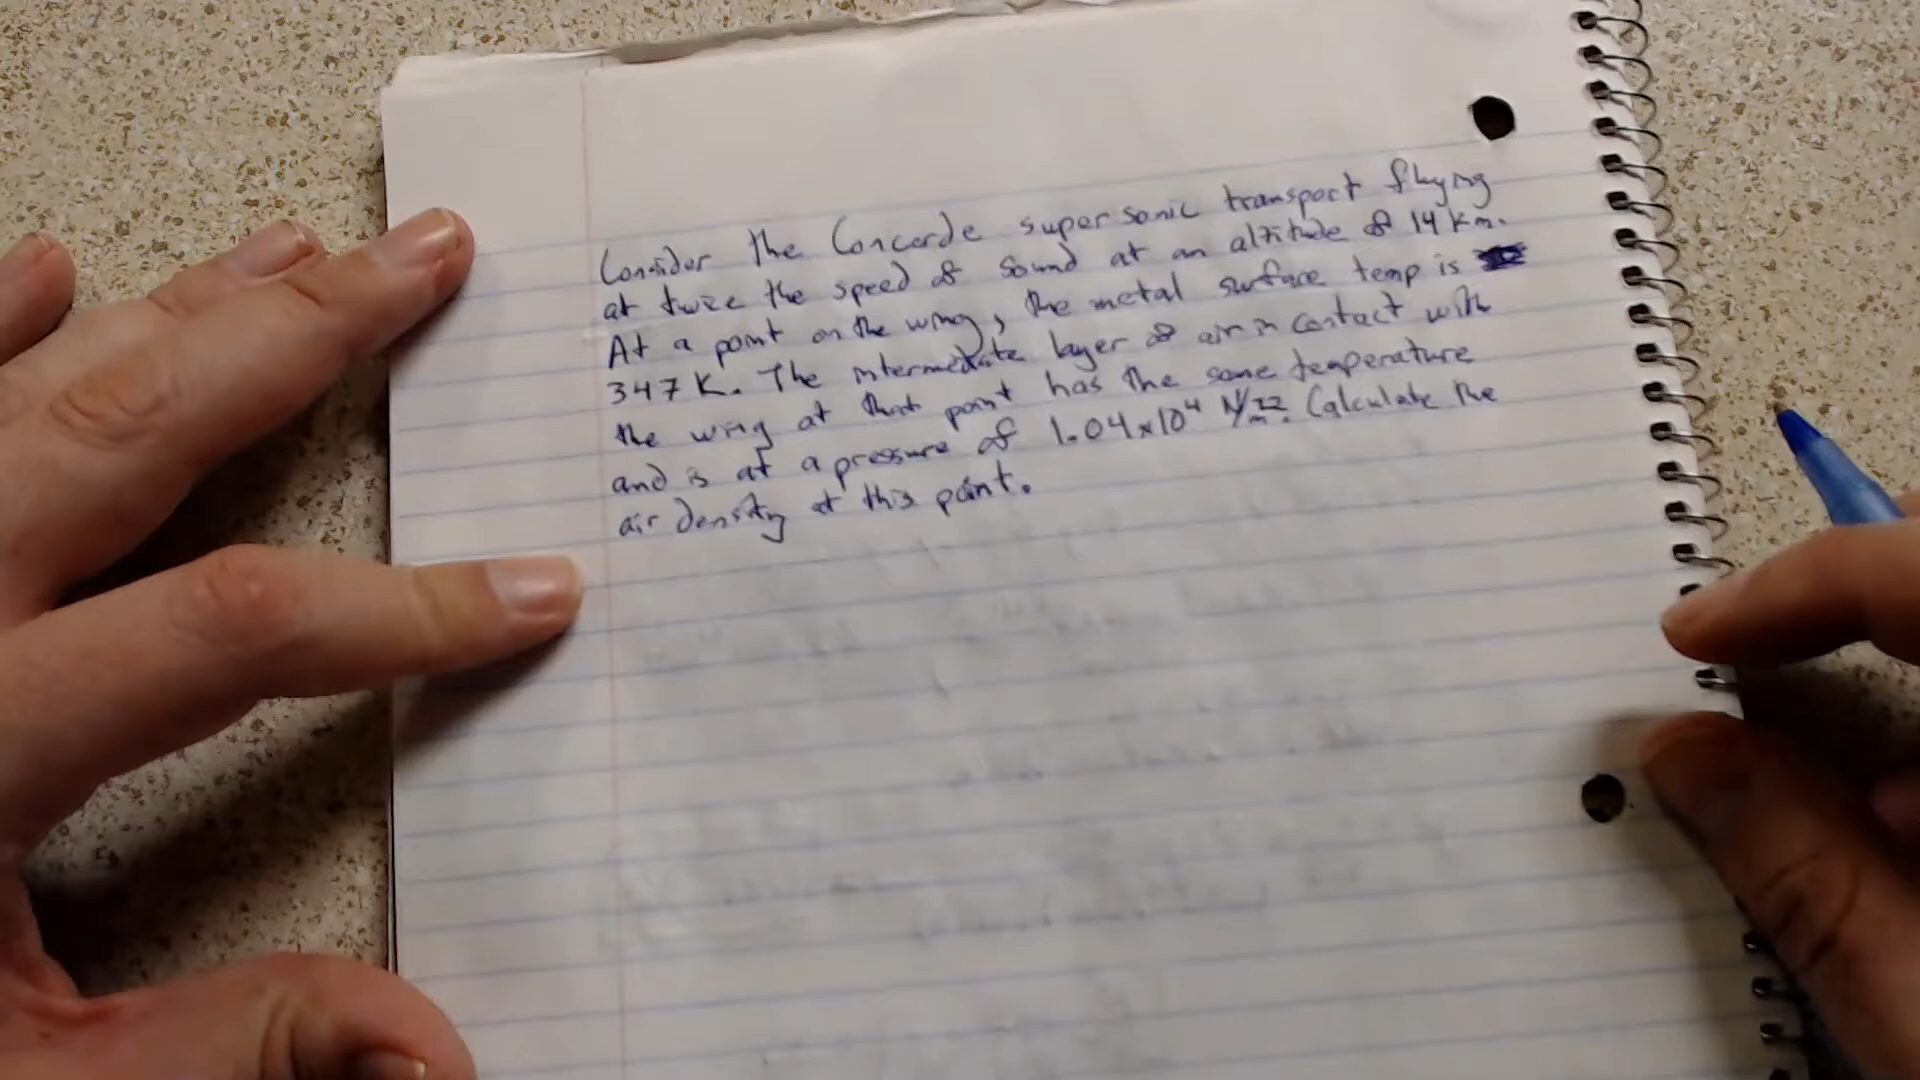 Consider the Concorde supersonic transport flying
at twice the speed of sound at an altitude of 14 km.
At a point on the wing, the metal surface temp is
347 K. The intermediate layer of air in contact with
the wing at that point has the same temperature
and is at a pressure of 1.04x10⁴ N/m². Calculate the
air density at this point.